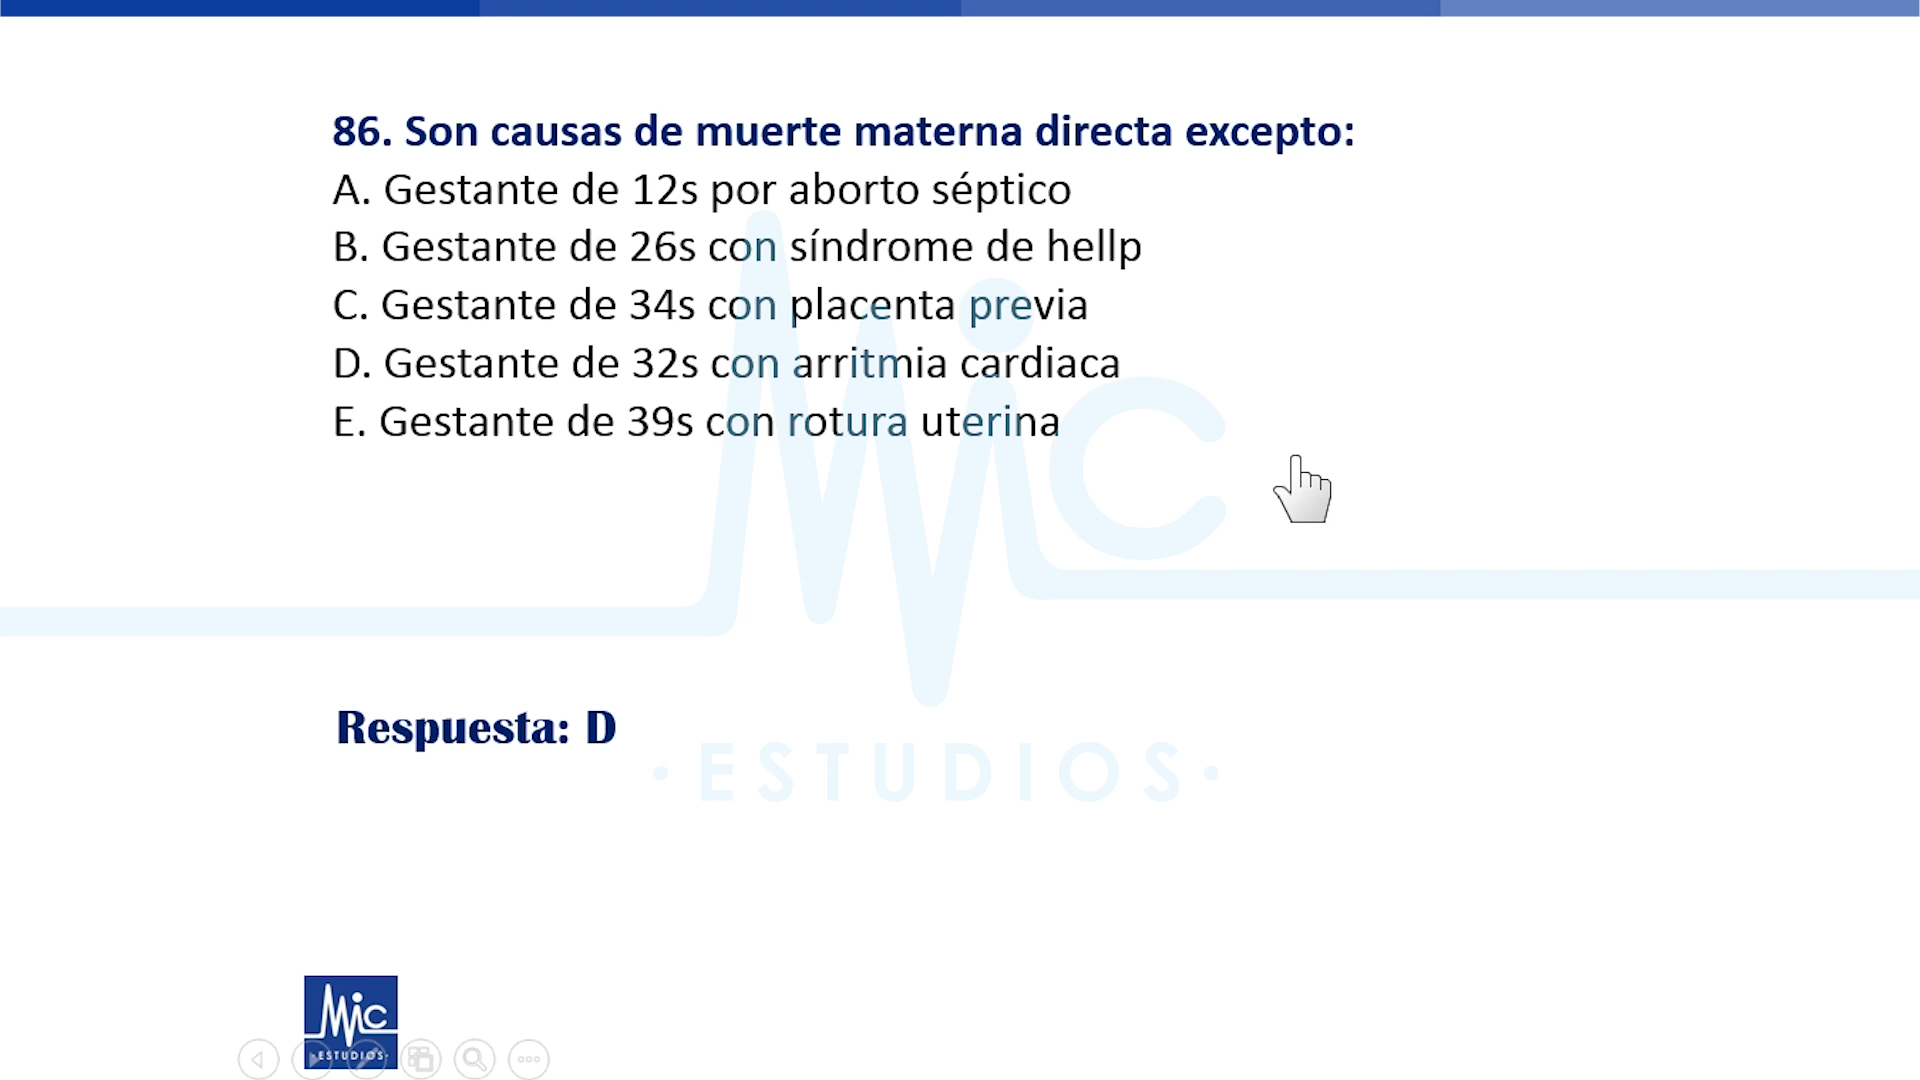 86. Son causas de muerte materna directa excepto:
A. Gestante de 12s por aborto séptico
B. Gestante de 26s con síndrome de hellp
C. Gestante de 34s con placenta previa
D. Gestante de 32s con arritmia cardiaca
E. Gestante de 39s con rotura uterina
Mic
·ESTUDIOS·
Respuesta: D
Mic
·ESTUDIOS·